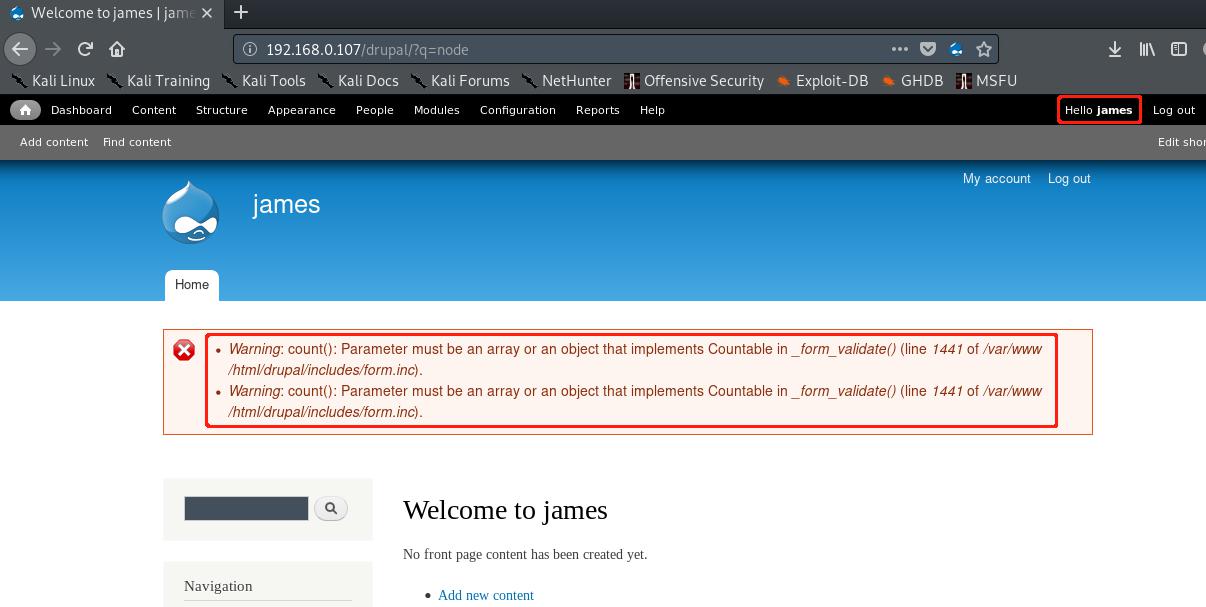 Welcome to james | jame
192.168.0.107/drupal/?q=node
Kali Linux Kali Training Kali Tools Kali Docs Kali Forums NetHunter Offensive Security Exploit-DB GHDB MSFU
Dashboard Content Structure Appearance People Modules Configuration Reports Help Hello james Log out
Add content Find content Edit shor
My account Log out
james
Home
• Warning: count(): Parameter must be an array or an object that implements Countable in _form_validate() (line 1441 of /var/www
/html/drupal/includes/form.inc).
• Warning: count(): Parameter must be an array or an object that implements Countable in _form_validate() (line 1441 of /var/www
/html/drupal/includes/form.inc).
Welcome to james
No front page content has been created yet.
Navigation
• Add new content